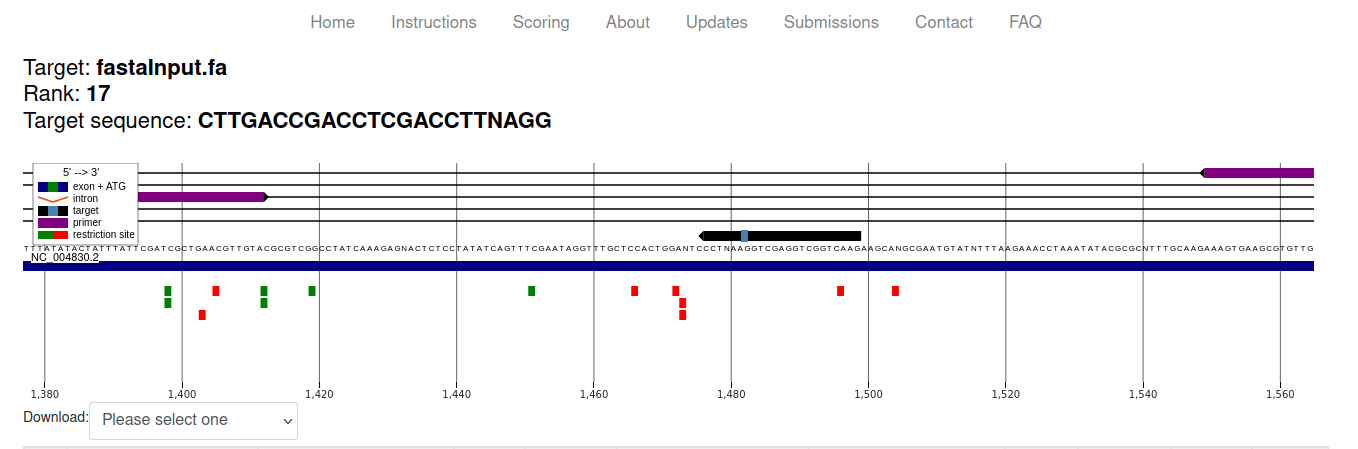 Home Instructions Scoring About Updates Submissions Contact FAQ
Target: fastaInput.fa
Rank: 17
Target sequence: CTTGACCGACCTCGACCTTNAGG
5' --> 3'
exon + ATG
intron
target
primer
restriction site
TTTATATACTATTTATTCGATCGCTGAACGTTGTACGCGTCGGCCTATCAAAGAGNACTCTCCTATATCAGTTTCGAATAGGTTTGCTCCACTGGANTCCCTNAAGGTCGAGGTCGGTCAAGAAGCANGCGAATGTATNTTTAAGAAACCTAAATATACGCGCNTTTGCAAGAAAGTGAAGCGTGTTG
NC_004830.2
1,380 1,400 1,420 1,440 1,460 1,480 1,500 1,520 1,540 1,560
Download: Please select one